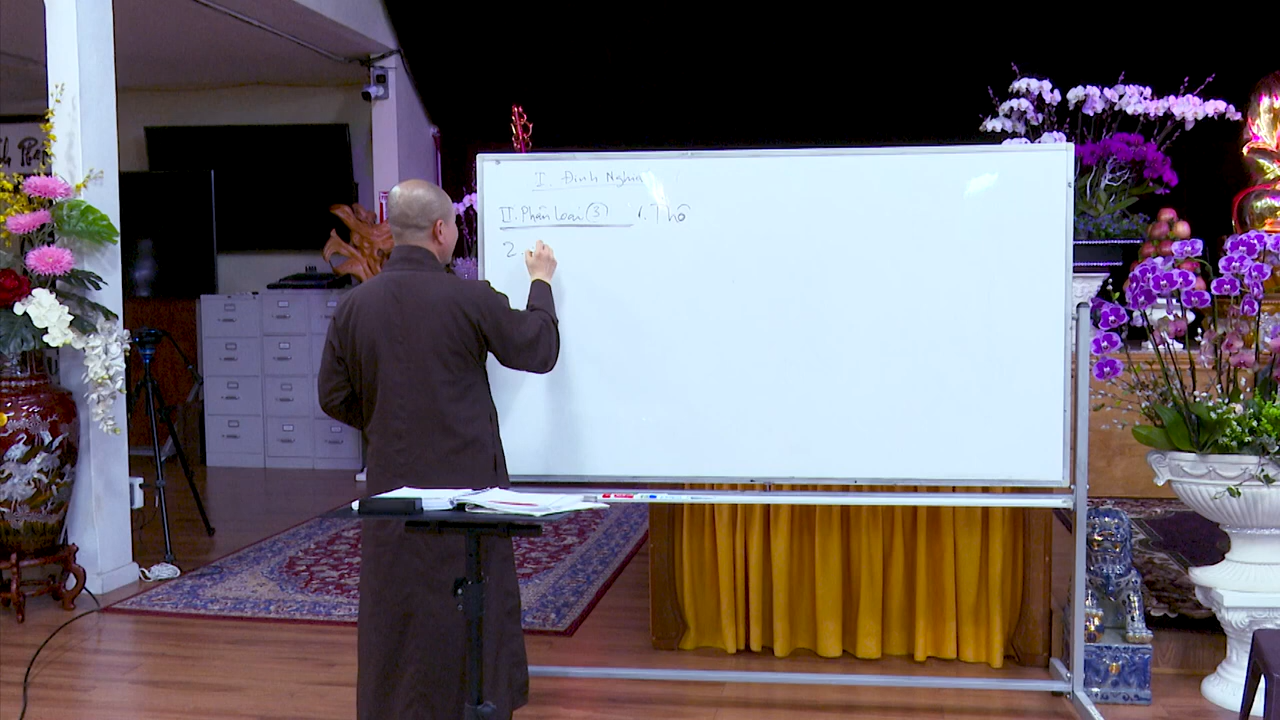 I. Định Nghĩa
II. Phân Loại (3) 1. Thô
2